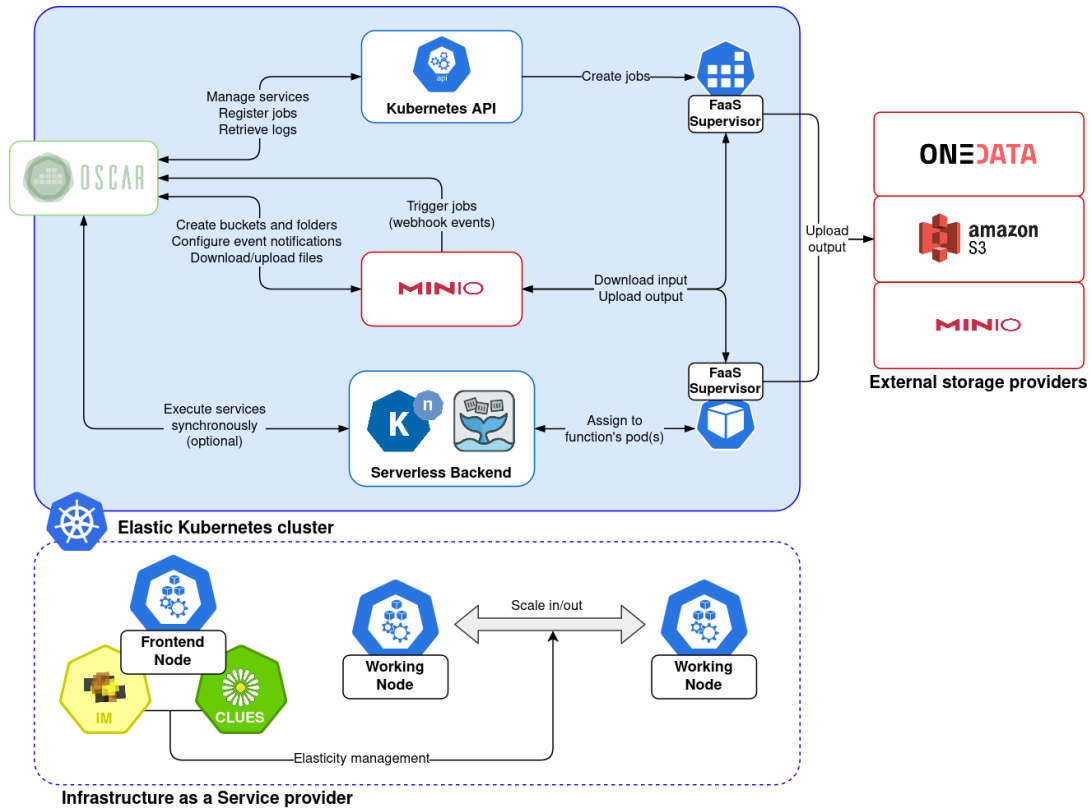 api
Kubernetes API
Create jobs
FaaS
Supervisor
Manage services
Register jobs
Retrieve logs
OSCAR
Trigger jobs
(webhook events)
Create buckets and folders
Configure event notifications
Download/upload files
MINIO
Download input
Upload output
Upload
output
ONEDATA
amazon
S3
MINIO
External storage providers
FaaS
Supervisor
Execute services
synchronously
(optional)
K
n
Serverless Backend
Assign to
function's pod(s)
Elastic Kubernetes cluster
Frontend
Node
IM
CLUES
Working
Node
Scale in/out
Working
Node
Elasticity management
Infrastructure as a Service provider